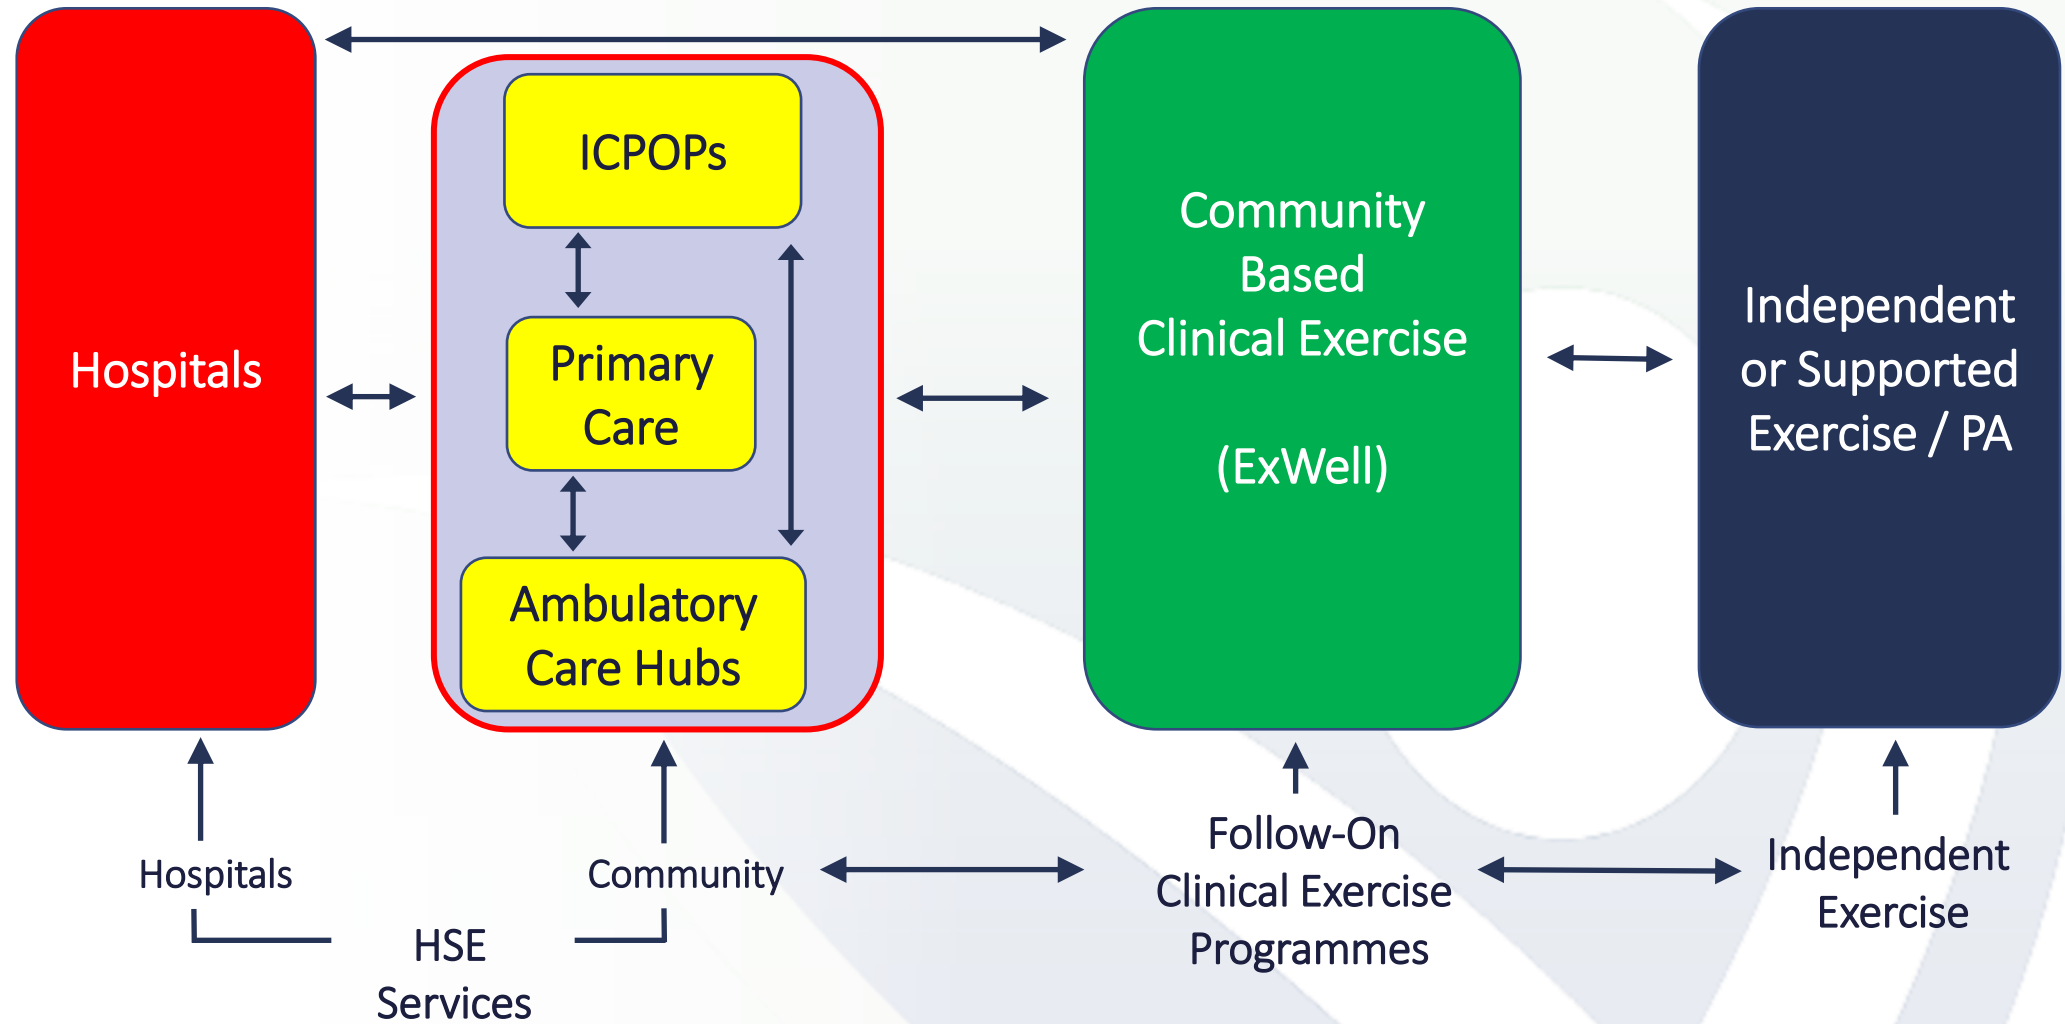 Hospitals
ICPOPs
Primary
Care
Ambulatory
Care Hubs
Community
Based
Clinical Exercise
(ExWell)
Independent
or Supported
Exercise / PA
Hospitals
Community
HSE
Services
Follow-On
Clinical Exercise
Programmes
Independent
Exercise